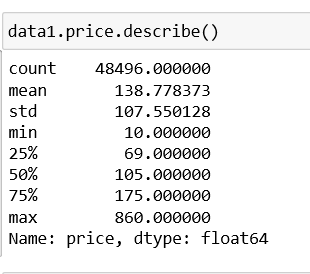 data1.price.describe()
count    48496.000000
mean       138.778373
std        107.550128
min         10.000000
25%         69.000000
50%        105.000000
75%        175.000000
max        860.000000
Name: price, dtype: float64